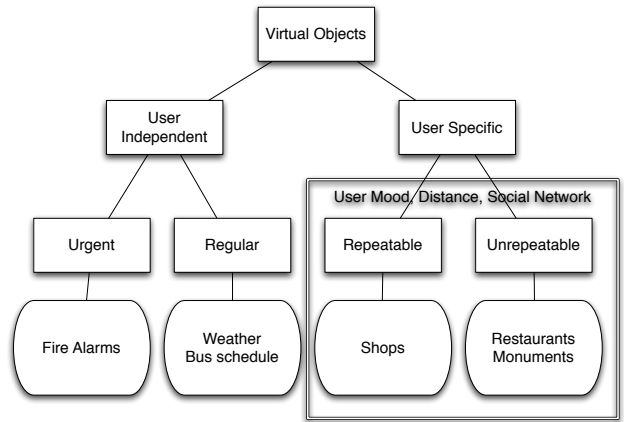 Virtual Objects
User
Independent
User Specific
User Mood, Distance, Social Network
Urgent
Regular
Repeatable
Unrepeatable
Fire Alarms
Weather
Bus schedule
Shops
Restaurants
Monuments